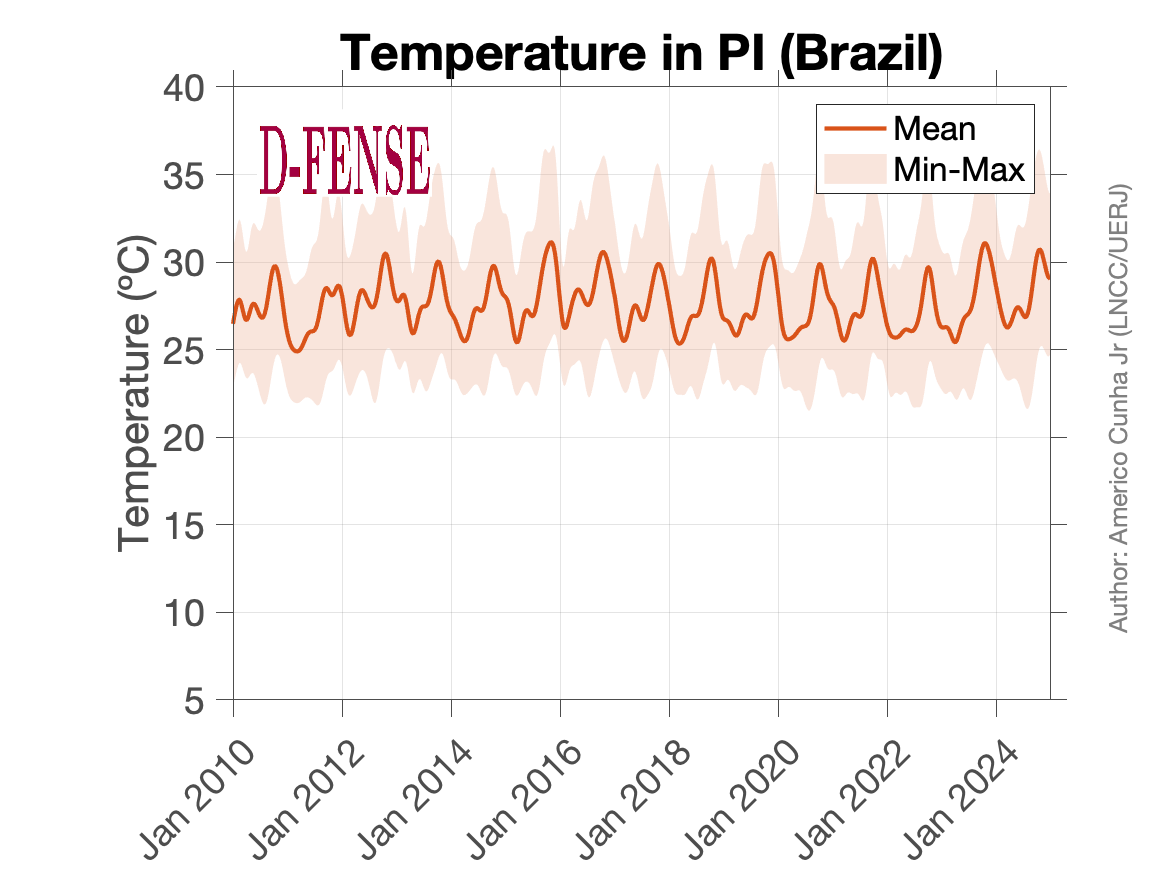 Temperature in PI (Brazil)
D-FENSE
Mean
Min-Max
Temperature (ºC)
40
35
30
25
20
15
10
5
Jan 2010
Jan 2012
Jan 2014
Jan 2016
Jan 2018
Jan 2020
Jan 2022
Jan 2024
Author: Americo Cunha Jr (LNCC/UERJ)